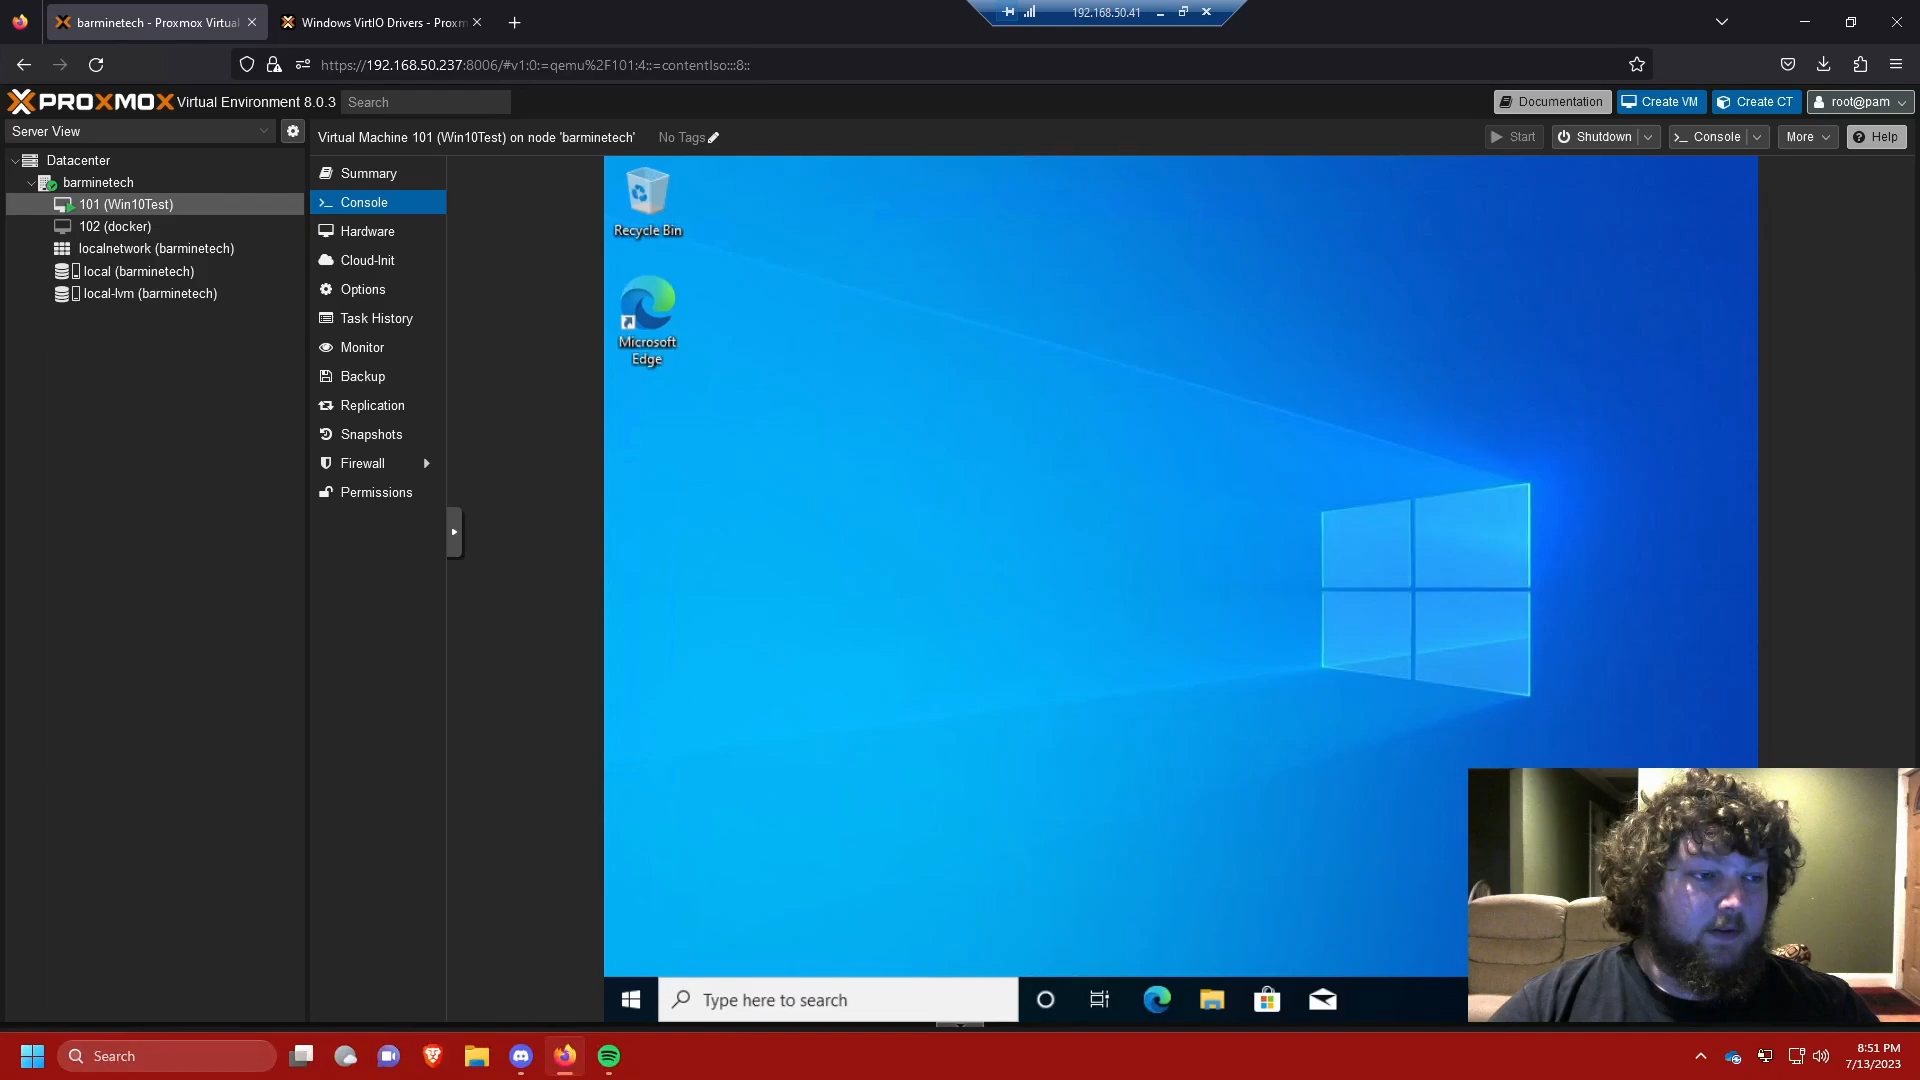 barminetech - Proxmox Virtual
Windows VirtIO Drivers - Proxm
192.168.50.41
https://192.168.50.237:8006/#v1:0:=qemu%2F101:4::=contentIso:::8::
PROXMOX Virtual Environment 8.0.3
Search
Documentation
Create VM
Create CT
root@pam
Server View
Virtual Machine 101 (Win10Test) on node 'barminetech'
No Tags
Start
Shutdown
Console
More
Help
Datacenter
barminetech
101 (Win10Test)
102 (docker)
localnetwork (barminetech)
local (barminetech)
local-lvm (barminetech)
Summary
Console
Hardware
Cloud-Init
Options
Task History
Monitor
Backup
Replication
Snapshots
Firewall
Permissions
Recycle Bin
Microsoft
Edge
Type here to search
Search
8:51 PM
7/13/2023